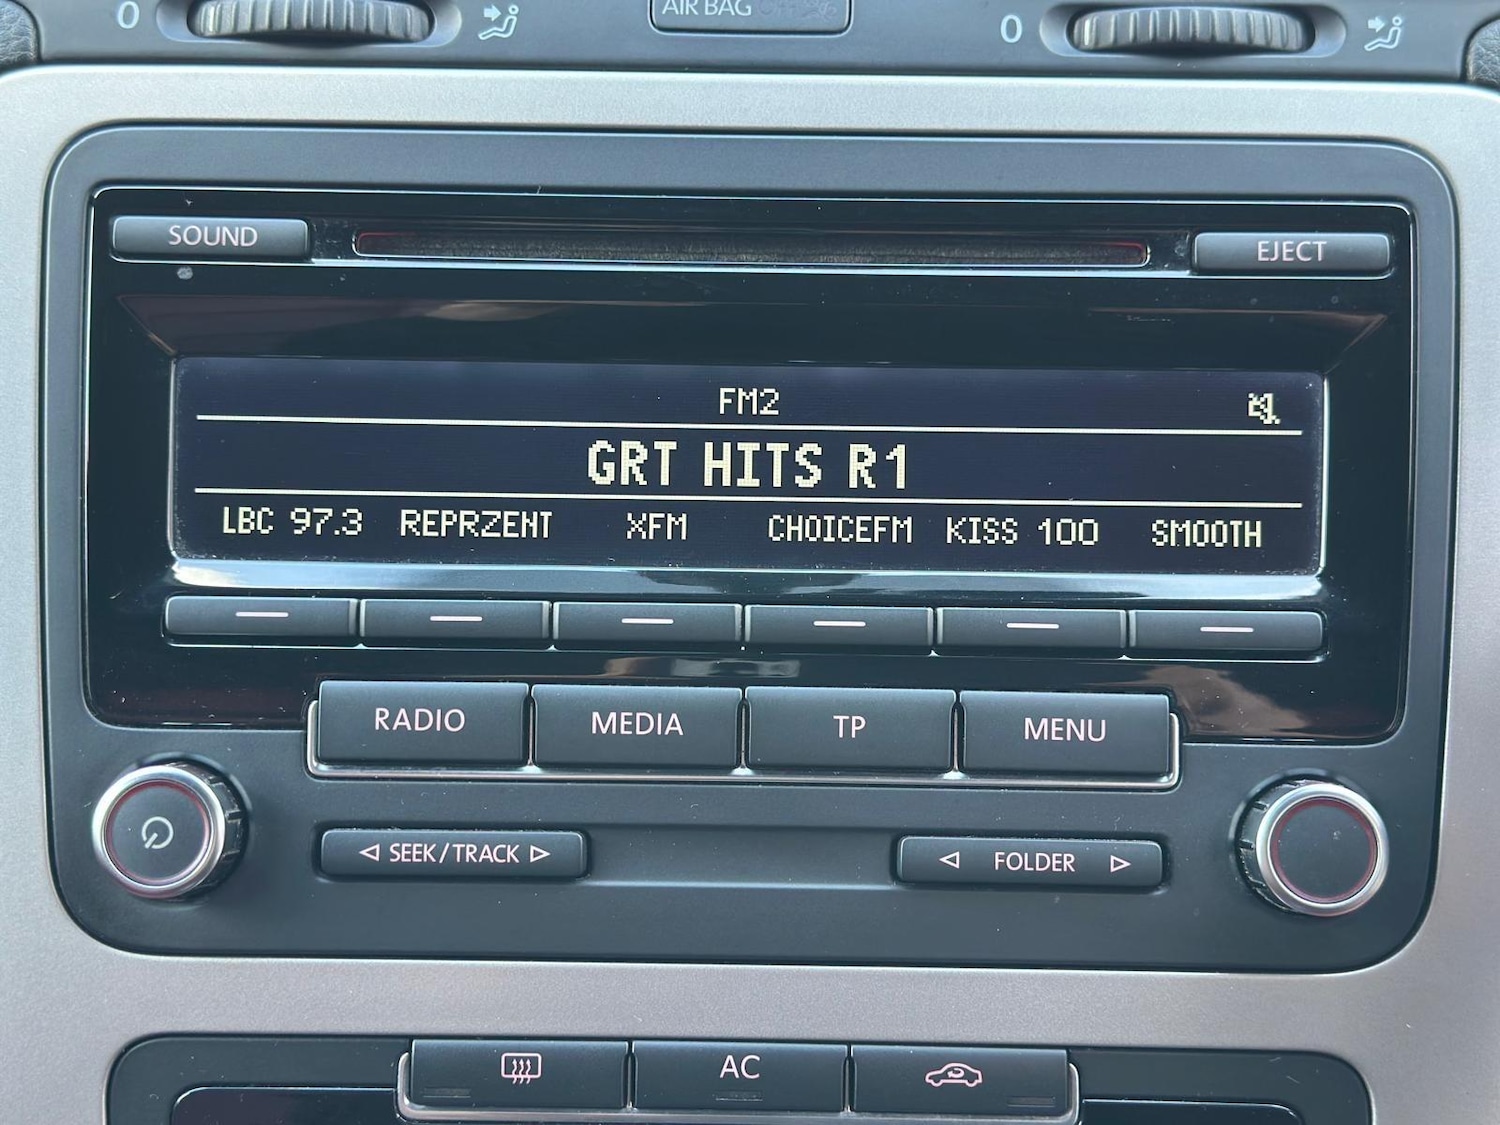 0 AIR BAG OFF 0
SOUND EJECT
FM2
GRT HITS R1
LBC 97.3 REPRZENT XFM CHOICEFM KISS 100 SMOOTH
RADIO MEDIA TP MENU
SEEK/TRACK FOLDER
AC